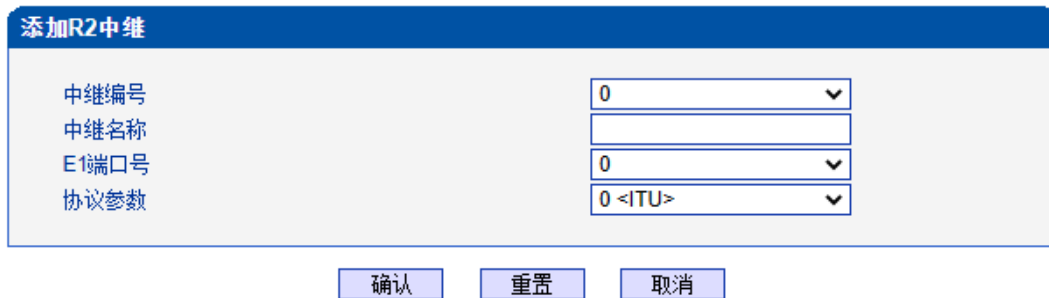 添加R2中继
中继编号 0
中继名称
E1端口号 0
协议参数 0 <ITU>
确认 重置 取消